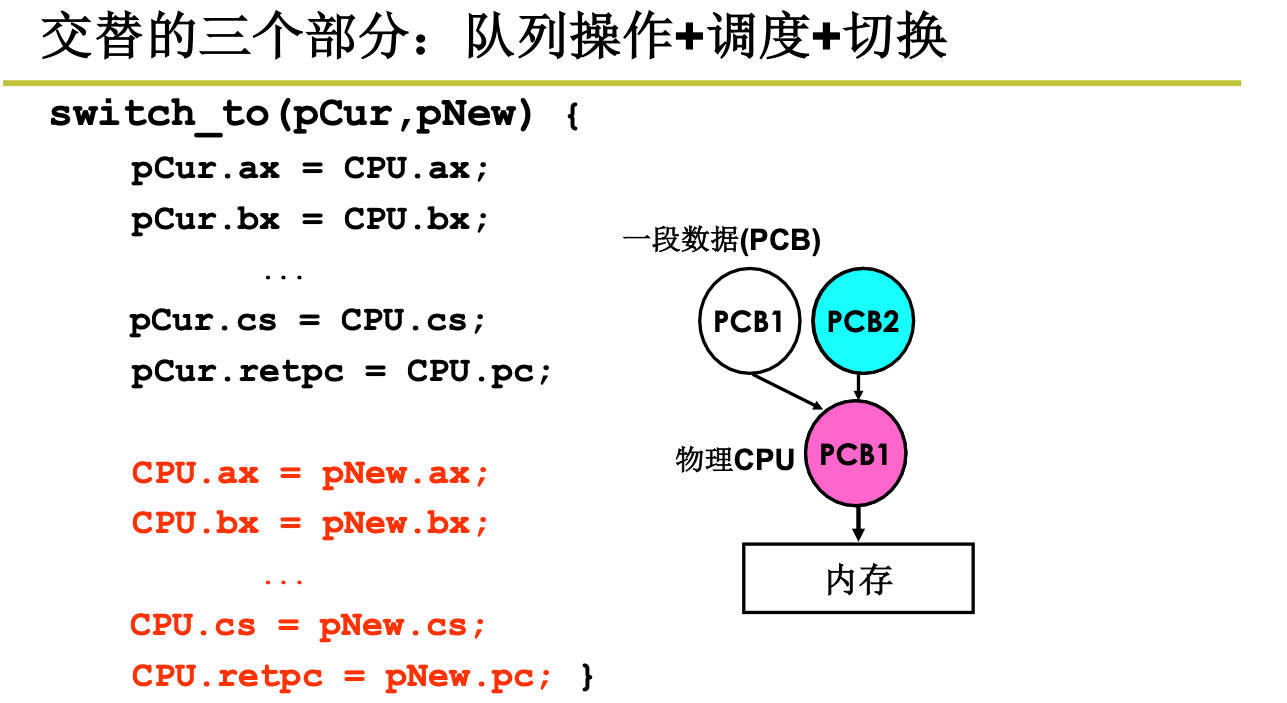 交替的三个部分：队列操作+调度+切换
switch_to(pCur,pNew) {
pCur.ax = CPU.ax;
pCur.bx = CPU.bx;
...
pCur.cs = CPU.cs;
pCur.retpc = CPU.pc;
CPU.ax = pNew.ax;
CPU.bx = pNew.bx;
...
CPU.cs = pNew.cs;
CPU.retpc = pNew.pc; }
一段数据(PCB)
PCB1 PCB2
物理CPU PCB1
内存